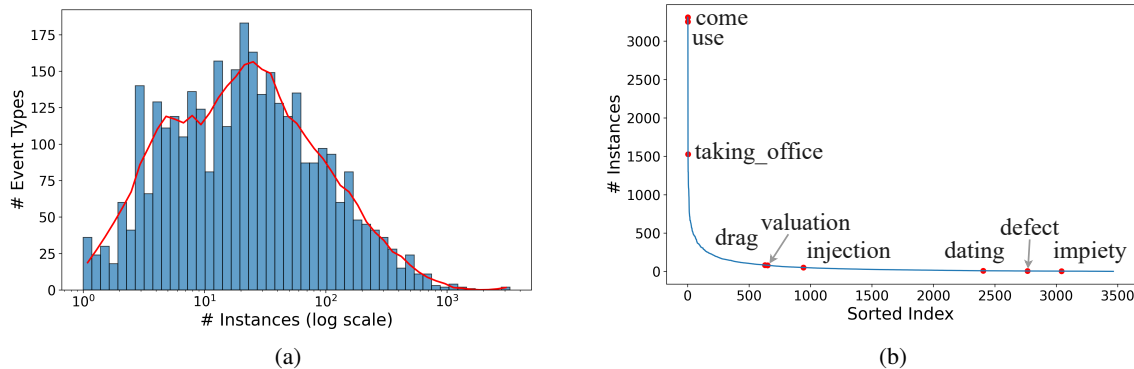 175
150
125
100
75
50
25
0
# Event Types
10^0
10^1
10^2
10^3
# Instances (log scale)
(a)
3000
2500
2000
1500
1000
500
0
# Instances
come
use
taking_office
drag
valuation
injection
dating
defect
impiety
0
500
1000
1500
2000
2500
3000
3500
Sorted Index
(b)